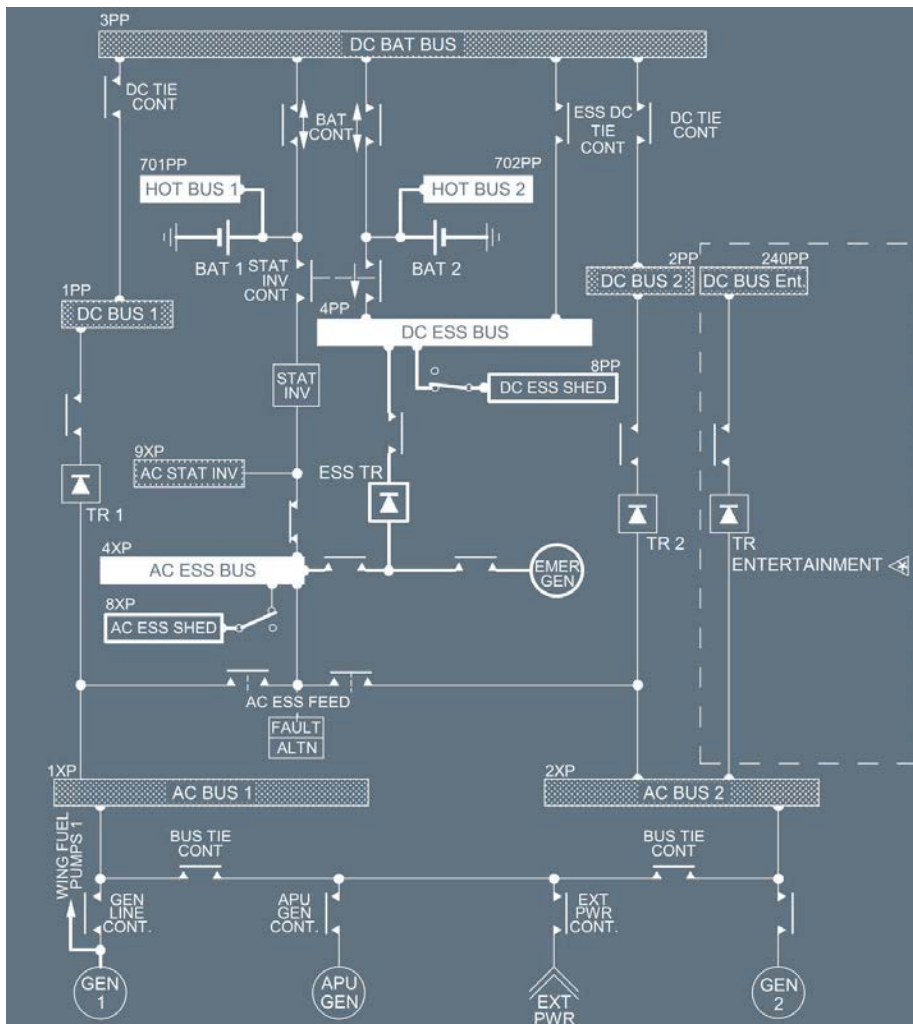 3PP
DC BAT BUS
DC TIE
CONT
BAT
CONT
ESS DC
TIE
CONT
DC TIE
CONT
701PP
HOT BUS 1
702PP
HOT BUS 2
BAT 1
STAT
INV
CONT
BAT 2
1PP
DC BUS 1
4PP
DC ESS BUS
2PP
DC BUS 2
240PP
DC BUS Ent.
STAT
INV
8PP
DC ESS SHED
9XP
AC STAT INV
ESS TR
TR 1
TR 2
TR
ENTERTAINMENT
4XP
AC ESS BUS
EMER
GEN
8XP
AC ESS SHED
AC ESS FEED
FAULT
ALTN
1XP
AC BUS 1
2XP
AC BUS 2
WING FUEL
PUMPS 1
BUS TIE
CONT
BUS TIE
CONT
GEN
LINE
CONT.
APU
GEN
CONT.
EXT
PWR
CONT.
GEN
1
APU
GEN
EXT
PWR
GEN
2